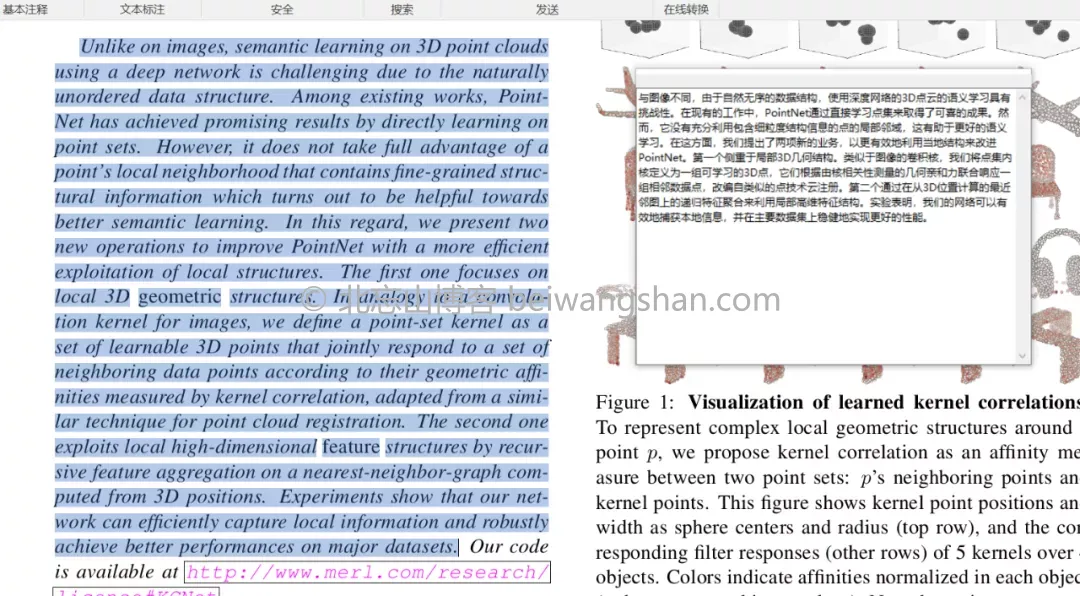 基本注释 文本标注 安全 搜索 发送 在线转换
Unlike on images, semantic learning on 3D point clouds
using a deep network is challenging due to the naturally
unordered data structure. Among existing works, Point-
Net has achieved promising results by directly learning on
point sets. However, it does not take full advantage of a
point's local neighborhood that contains fine-grained struc-
tural information which turns out to be helpful towards
better semantic learning. In this regard, we present two
new operations to improve PointNet with a more efficient
exploitation of local structures. The first one focuses on
local 3D geometric structures. In analogy to a convolu-
tion kernel for images, we define a point-set kernel as a
set of learnable 3D points that jointly respond to a set of
neighboring data points according to their geometric affi-
nities measured by kernel correlation, adapted from a simi-
lar technique for point cloud registration. The second one
exploits local high-dimensional feature structures by recur-
sive feature aggregation on a nearest-neighbor-graph com-
puted from 3D positions. Experiments show that our net-
work can efficiently capture local information and robustly
achieve better performances on major datasets. Our code
is available at http://www.merl.com/research/
license#KCNet
与图像不同，由于自然无序的数据结构，使用深度网络的3D点云的语义学习具有
挑战性。在现有的工作中，PointNet通过直接学习点集来取得了可喜的成果。然
而，它没有充分利用包含细粒度结构信息的点的局部邻域，这有助于更好的语义
学习。在这方面，我们提出了两项新的业务，以更有效地利用当地结构来改进
PointNet。第一个侧重于局部3D几何结构。类似于图像的卷积核，我们将点集内
核定义为一组可学习的3D点，它们根据由核相关性测量的几何亲和力联合响应一
组相邻数据点，改编自类似的点技术云注册。第二个通过在从3D位置计算的最近
邻图上的递归特征聚合来利用局部高维特征结构。实验表明，我们的网络可以有
效地捕获本地信息，并在主要数据集上稳健地实现更好的性能。
© 北忘山博客 beiwangshan.com
Figure 1: Visualization of learned kernel correlations
To represent complex local geometric structures around
point p, we propose kernel correlation as an affinity me
asure between two point sets: p's neighboring points an
kernel points. This figure shows kernel point positions an
width as sphere centers and radius (top row), and the cor
responding filter responses (other rows) of 5 kernels over
objects. Colors indicate affinities normalized in each objec